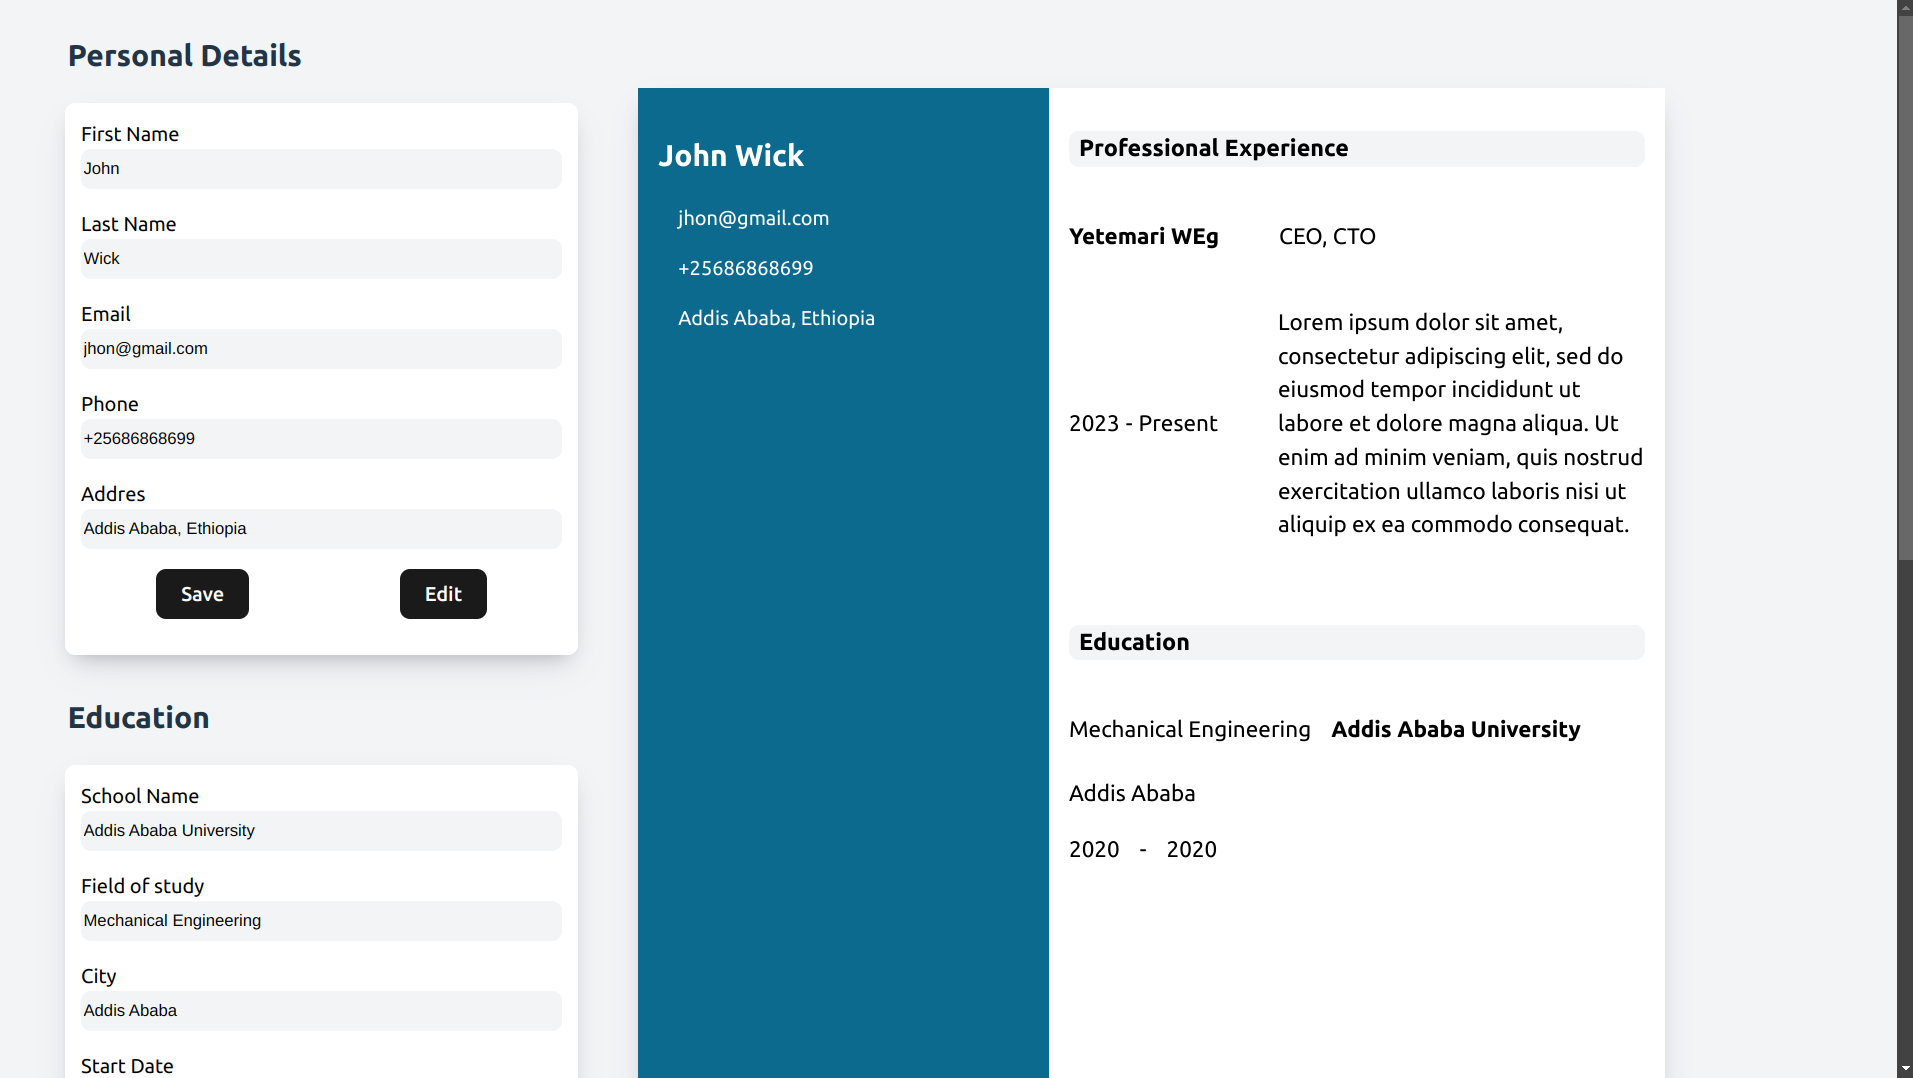 Personal Details
First Name
John
Last Name
Wick
Email
jhon@gmail.com
Phone
+25686868699
Addres
Addis Ababa, Ethiopia
Save
Edit
Education
School Name
Addis Ababa University
Field of study
Mechanical Engineering
City
Addis Ababa
Start Date
John Wick
jhon@gmail.com
+25686868699
Addis Ababa, Ethiopia
Professional Experience
Yetemari WEg
CEO, CTO
2023 - Present
Lorem ipsum dolor sit amet,
consectetur adipiscing elit, sed do
eiusmod tempor incididunt ut
labore et dolore magna aliqua. Ut
enim ad minim veniam, quis nostrud
exercitation ullamco laboris nisi ut
aliquip ex ea commodo consequat.
Education
Mechanical Engineering Addis Ababa University
Addis Ababa
2020 - 2020